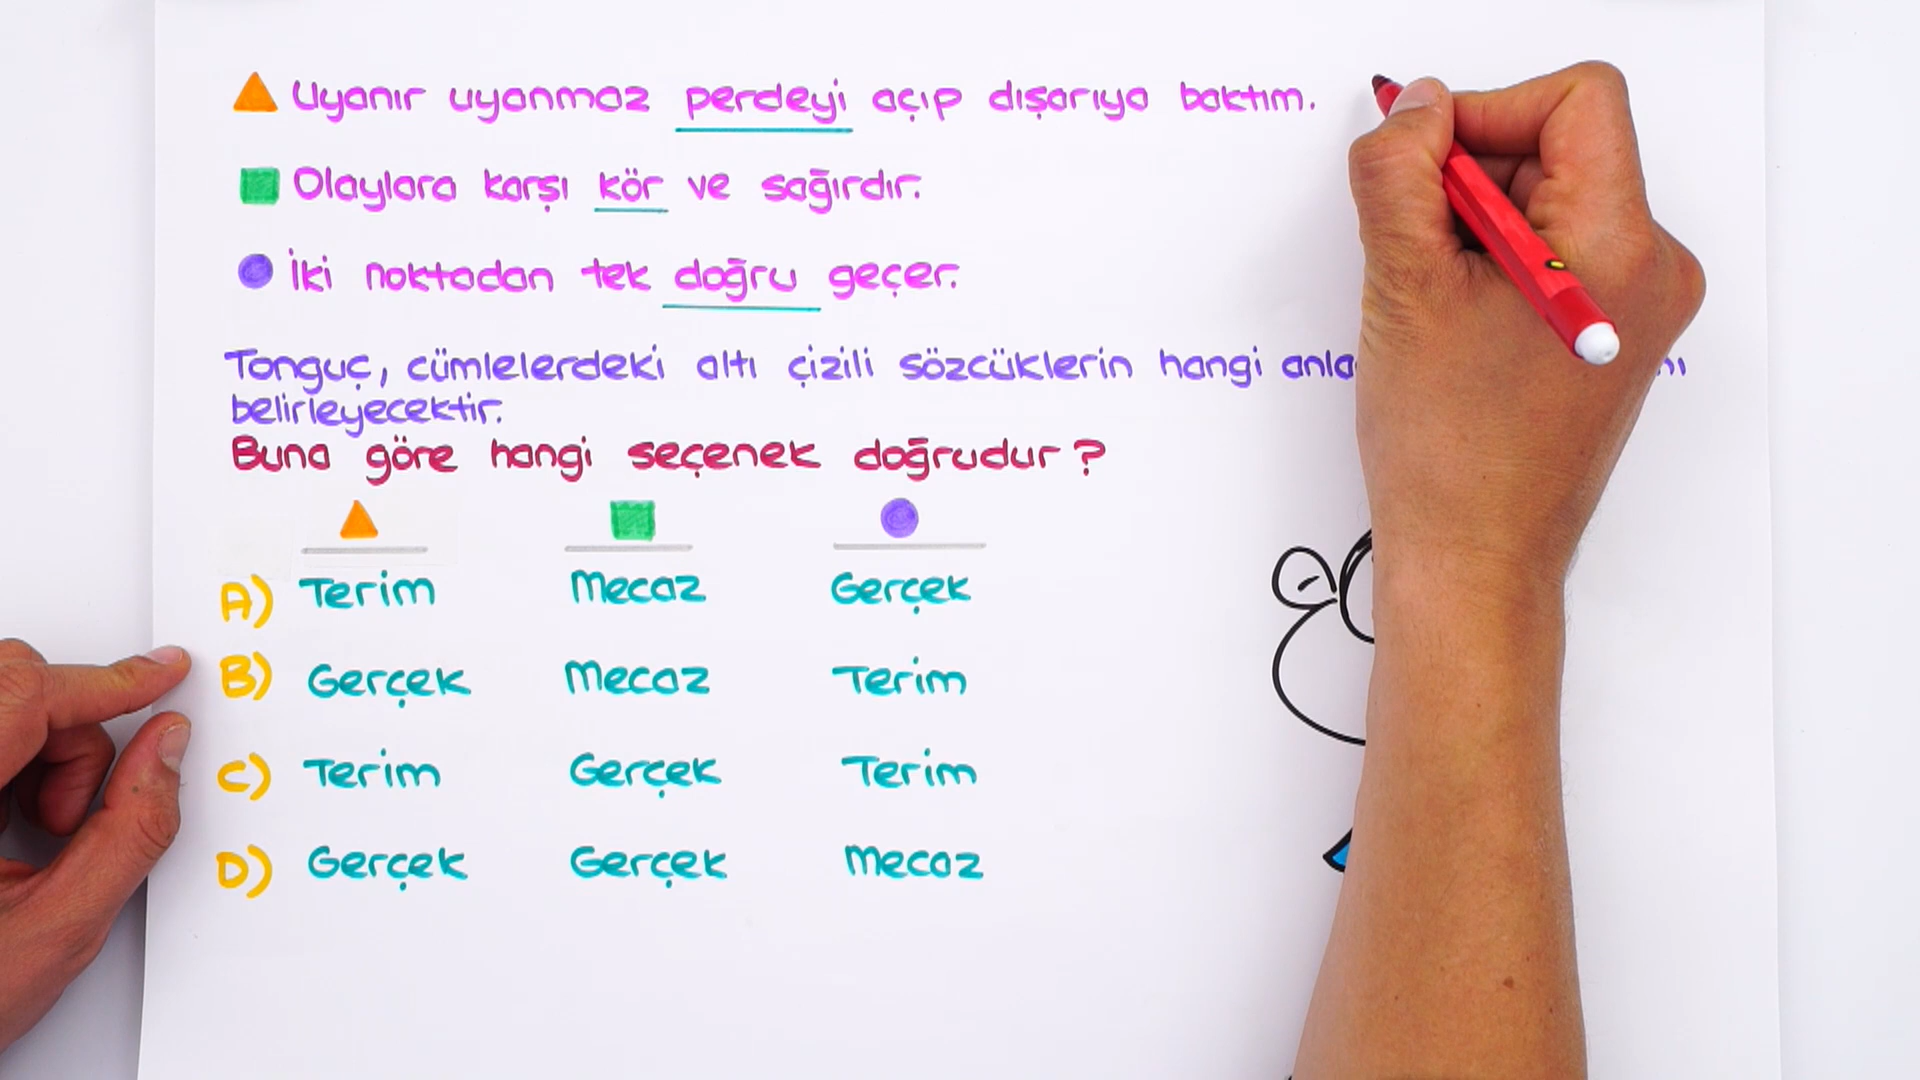 Uyanır uyanmaz perdeyi açıp dışarıya baktım.
Olaylara karşı kör ve sağırdır.
İki noktadan tek doğru geçer.
Tonguç, cümlelerdeki altı çizili sözcüklerin hangi
belirleyecektir.
Buna göre hangi seçenek doğrudur?
A) Terim Mecaz Gerçek
B) Gerçek Mecaz Terim
C) Terim Gerçek Terim
D) Gerçek Gerçek Mecaz